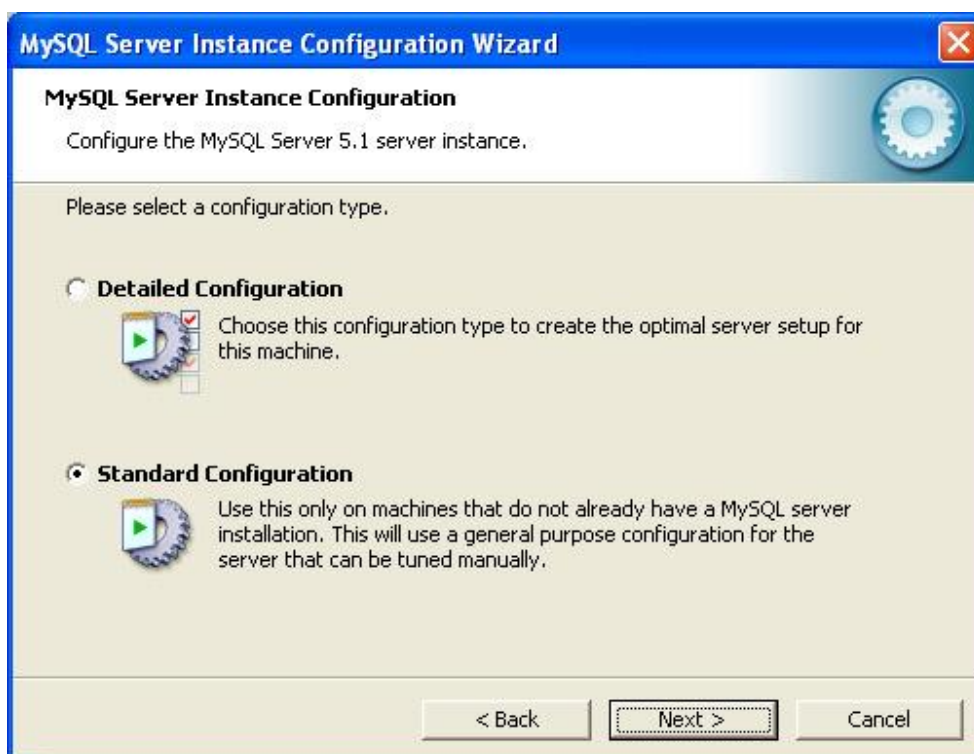 MySQL Server Instance Configuration Wizard
MySQL Server Instance Configuration
Configure the MySQL Server 5.1 server instance.
Please select a configuration type.
Detailed Configuration
Choose this configuration type to create the optimal server setup for
this machine.
Standard Configuration
Use this only on machines that do not already have a MySQL server
installation. This will use a general purpose configuration for the
server that can be tuned manually.
< Back Next > Cancel